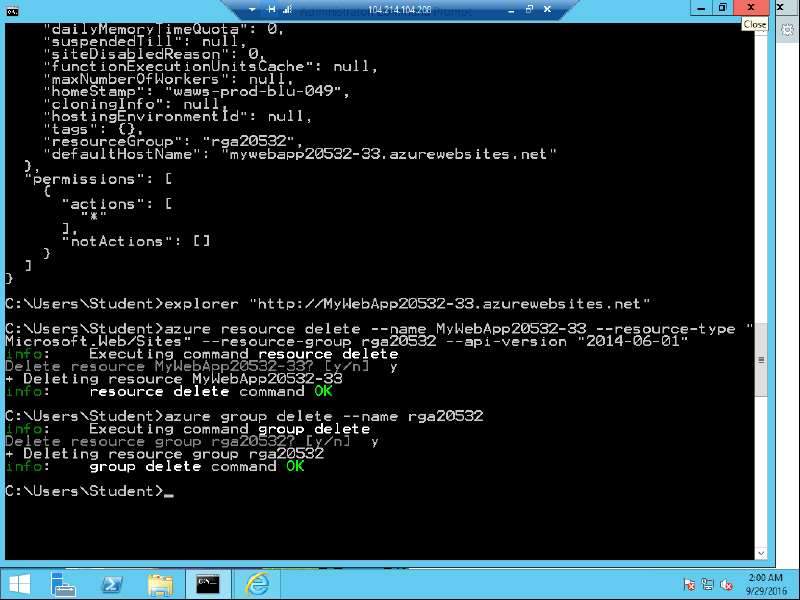 104.214.104.208
Close
"dailyMemoryTimeQuota": 0,
"suspendedTill": null,
"siteDisabledReason": 0,
"functionExecutionUnitsCache": null,
"maxNumberOfWorkers": null,
"homeStamp": "waws-prod-blu-049",
"cloningInfo": null,
"hostingEnvironmentId": null,
"tags": {},
"resourceGroup": "rga20532",
"defaultHostName": "mywebapp20532-33.azurewebsites.net"
},
"permissions": [
{
"actions": [
"*"
],
"notActions": []
}
]
}
C:\Users\Student>explorer "http://MyWebApp20532-33.azurewebsites.net"
C:\Users\Student>azure resource delete --name MyWebApp20532-33 --resource-type "
Microsoft.Web/Sites" --resource-group rga20532 --api-version "2014-06-01"
info: Executing command resource delete
Delete resource MyWebApp20532-33? [y/n] y
+ Deleting resource MyWebApp20532-33
info: resource delete command OK
C:\Users\Student>azure group delete --name rga20532
info: Executing command group delete
Delete resource group rga20532? [y/n] y
+ Deleting resource group rga20532
info: group delete command OK
C:\Users\Student>_
2:00 AM
9/29/2016